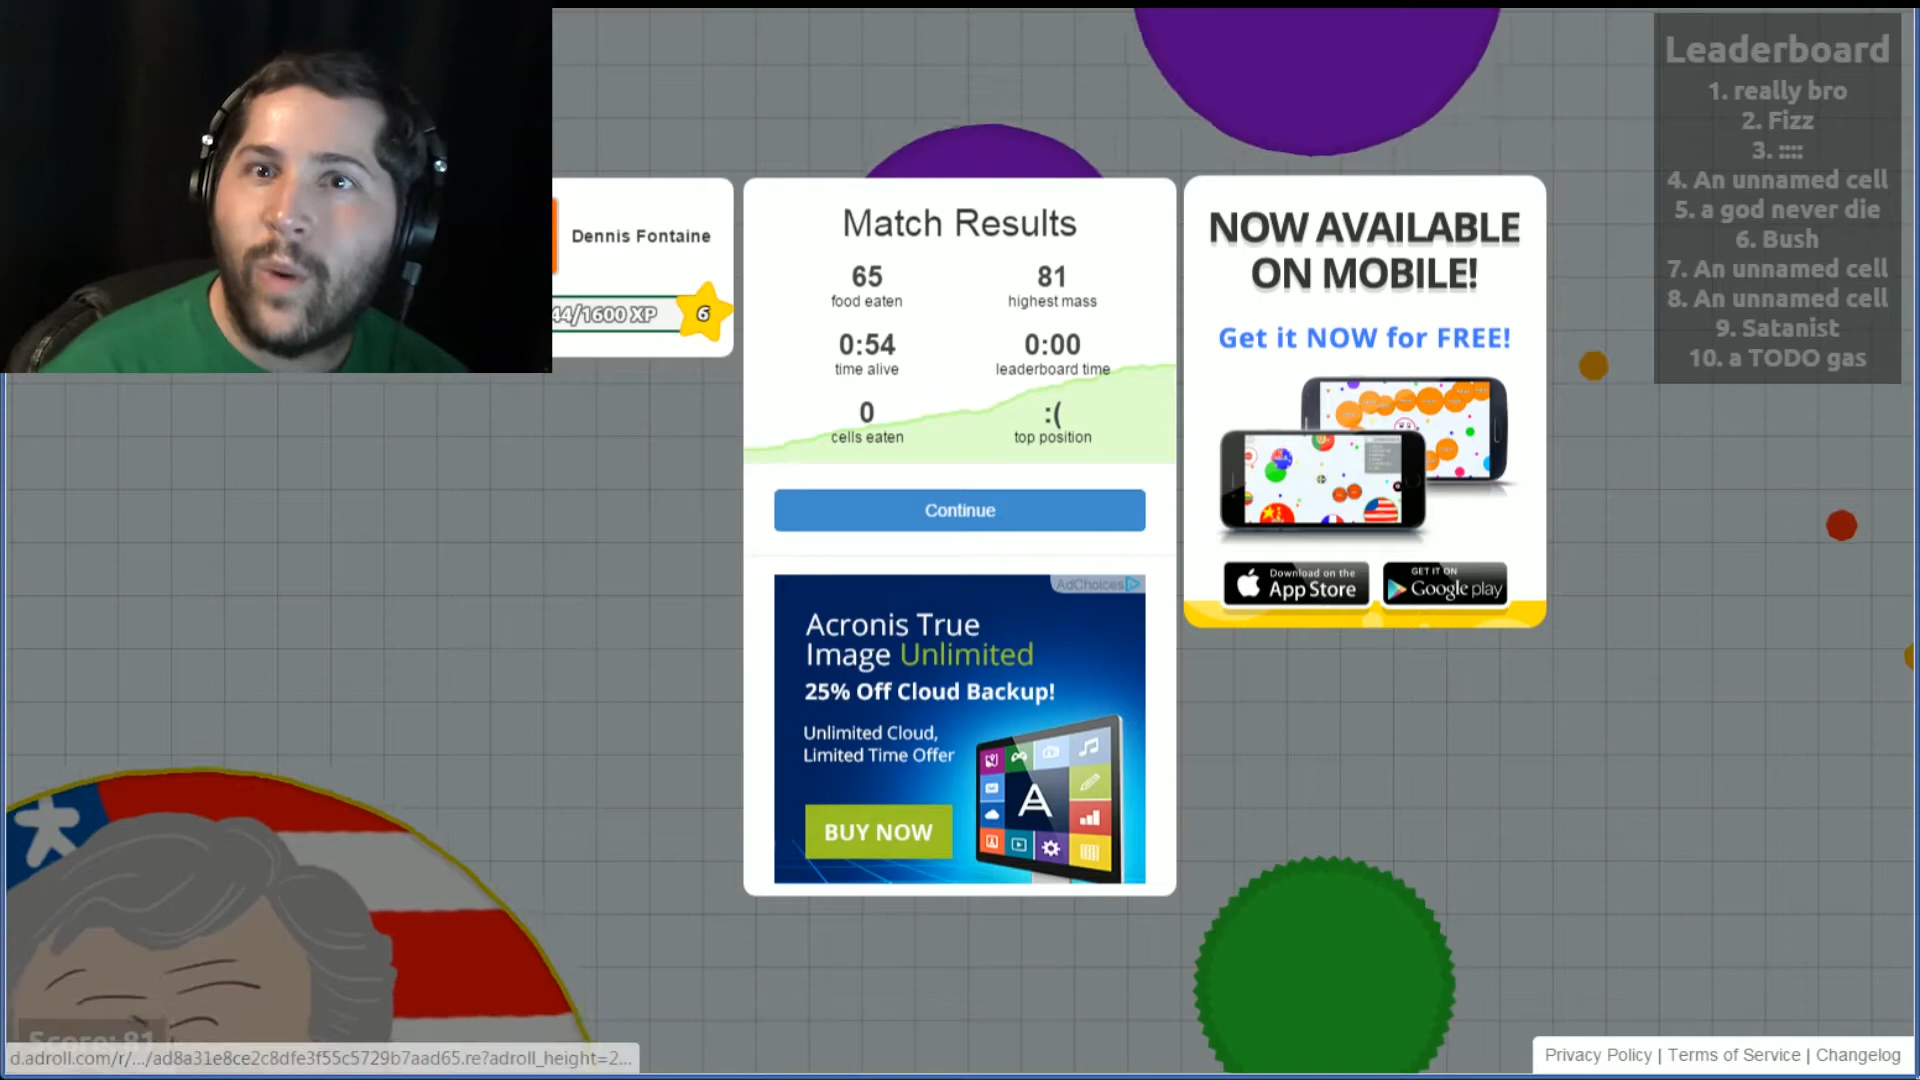 Leaderboard
1. really bro
2. Fizz
3. ::::
4. An unnamed cell
5. a god never die
6. Bush
7. An unnamed cell
8. An unnamed cell
9. Satanist
10. a TODO gas
Dennis Fontaine
44/1600 XP
6
Match Results
65
food eaten
81
highest mass
0:54
time alive
0:00
leaderboard time
0
cells eaten
:(
top position
Continue
AdChoices
Acronis True
Image Unlimited
25% Off Cloud Backup!
Unlimited Cloud,
Limited Time Offer
BUY NOW
A
NOW AVAILABLE
ON MOBILE!
Get it NOW for FREE!
Download on the
App Store
GET IT ON
Google play
Score: 81
d.adroll.com/r/.../ad8a31e8ce2c8dfe3f55c5729b7aad65.re?adroll_height=2...
Privacy Policy | Terms of Service | Changelog